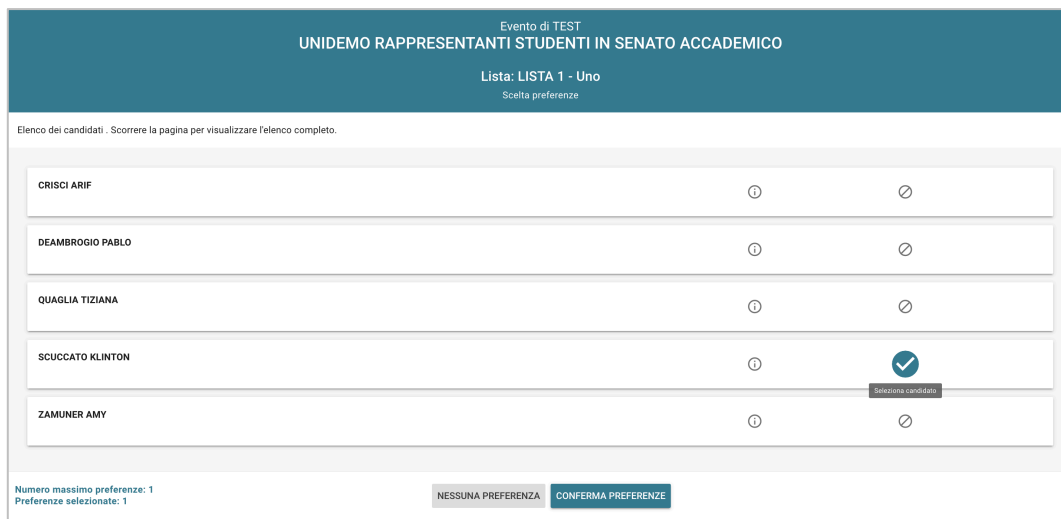 Evento di TEST
UNIDEMO RAPPRESENTANTI STUDENTI IN SENATO ACCADEMICO
Lista: LISTA 1 - Uno
Scelta preferenze
Elenco dei candidati . Scorrere la pagina per visualizzare l'elenco completo.
CRISCI ARIF
DEAMBROGIO PABLO
QUAGLIA TIZIANA
SCUCCATO KLINTON
Seleziona candidato
ZAMUNER AMY
Numero massimo preferenze: 1
Preferenze selezionate: 1
NESSUNA PREFERENZA CONFERMA PREFERENZE